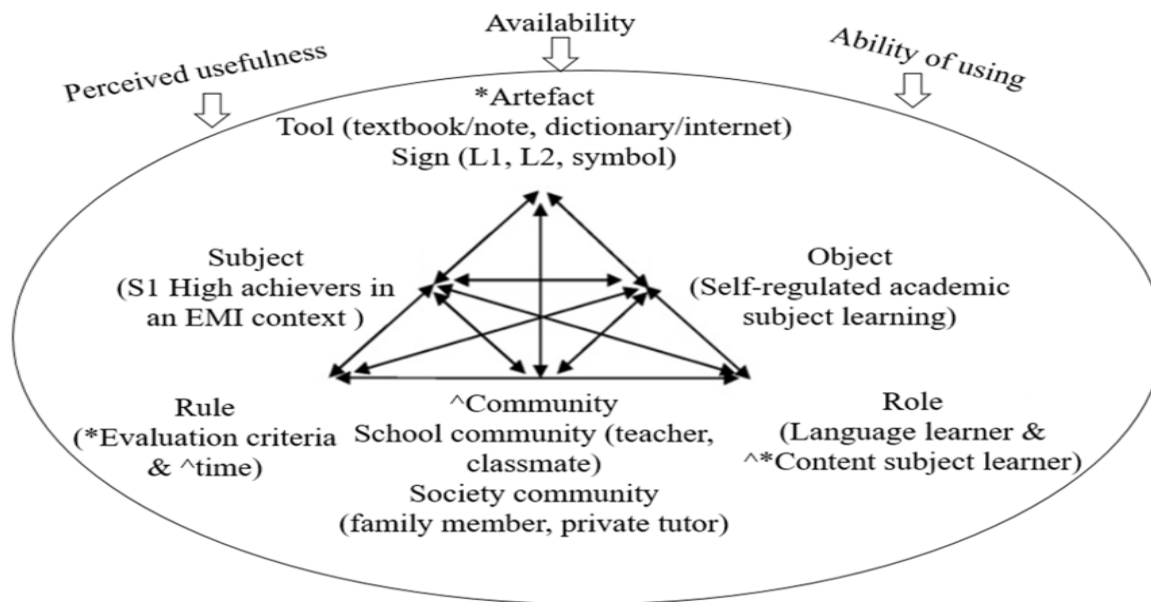 Availability
Perceived usefulness
Ability of using
*Artefact
Tool (textbook/note, dictionary/internet)
Sign (L1, L2, symbol)
Subject
(S1 High achievers in
an EMI context )
Object
(Self-regulated academic
subject learning)
Rule
(*Evaluation criteria
& ^time)
^Community
School community (teacher,
classmate)
Society community
(family member, private tutor)
Role
(Language learner &
^*Content subject learner)